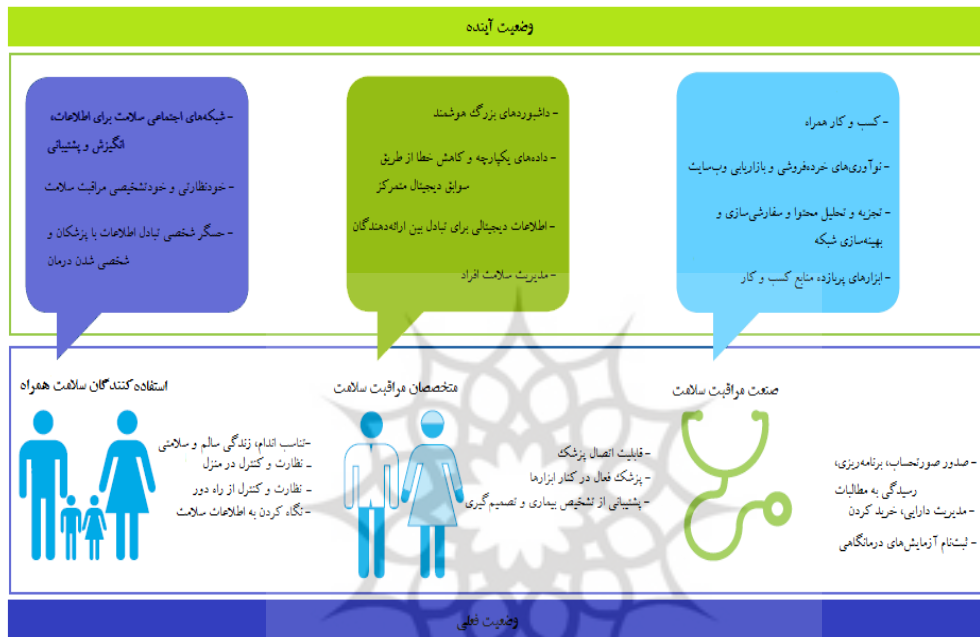 وضعیت آینده
- کسب و کار همراه
- نوآوری‌های خرده‌فروشی و بازاریابی وب‌سایت
- تجزیه و تحلیل محتوا و سفارشی‌سازی و
بهینه‌سازی شبکه
- ابزارهای پربازده منابع کسب و کار
- داشبوردهای بزرگ هوشمند
- داده‌های یکپارچه و کاهش خطا از طریق
سوابق دیجیتال متمرکز
- اطلاعات دیجیتالی برای تبادل بین ارائه‌دهندگان
- مدیریت سلامت افراد
- شبکه‌های اجتماعی سلامت برای اطلاعات،
انگیزش و پشتیبانی
- خودنظارتی و خودتشخیصی مراقبت سلامت
- حسگر شخصی تبادل اطلاعات با پزشکان و
شخصی شدن درمان
صنعت مراقبت سلامت
- صدور صورتحساب، برنامه‌ریزی،
رسیدگی به مطالبات
- مدیریت دارایی، خرید کردن
- ثبت‌نام آزمایش‌های درمانگاهی
متخصصان مراقبت سلامت
- قابلیت اتصال پزشک
- پزشک فعال در کنار ابزارها
- پشتیبانی از تشخیص بیماری و تصمیم‌گیری
استفاده کنندگان سلامت همراه
-تناسب اندام، زندگی سالم و سلامتی
- نظارت و کنترل در منزل
- نظارت و کنترل از راه دور
- نگاه کردن به اطلاعات سلامت
وضعیت فعلی